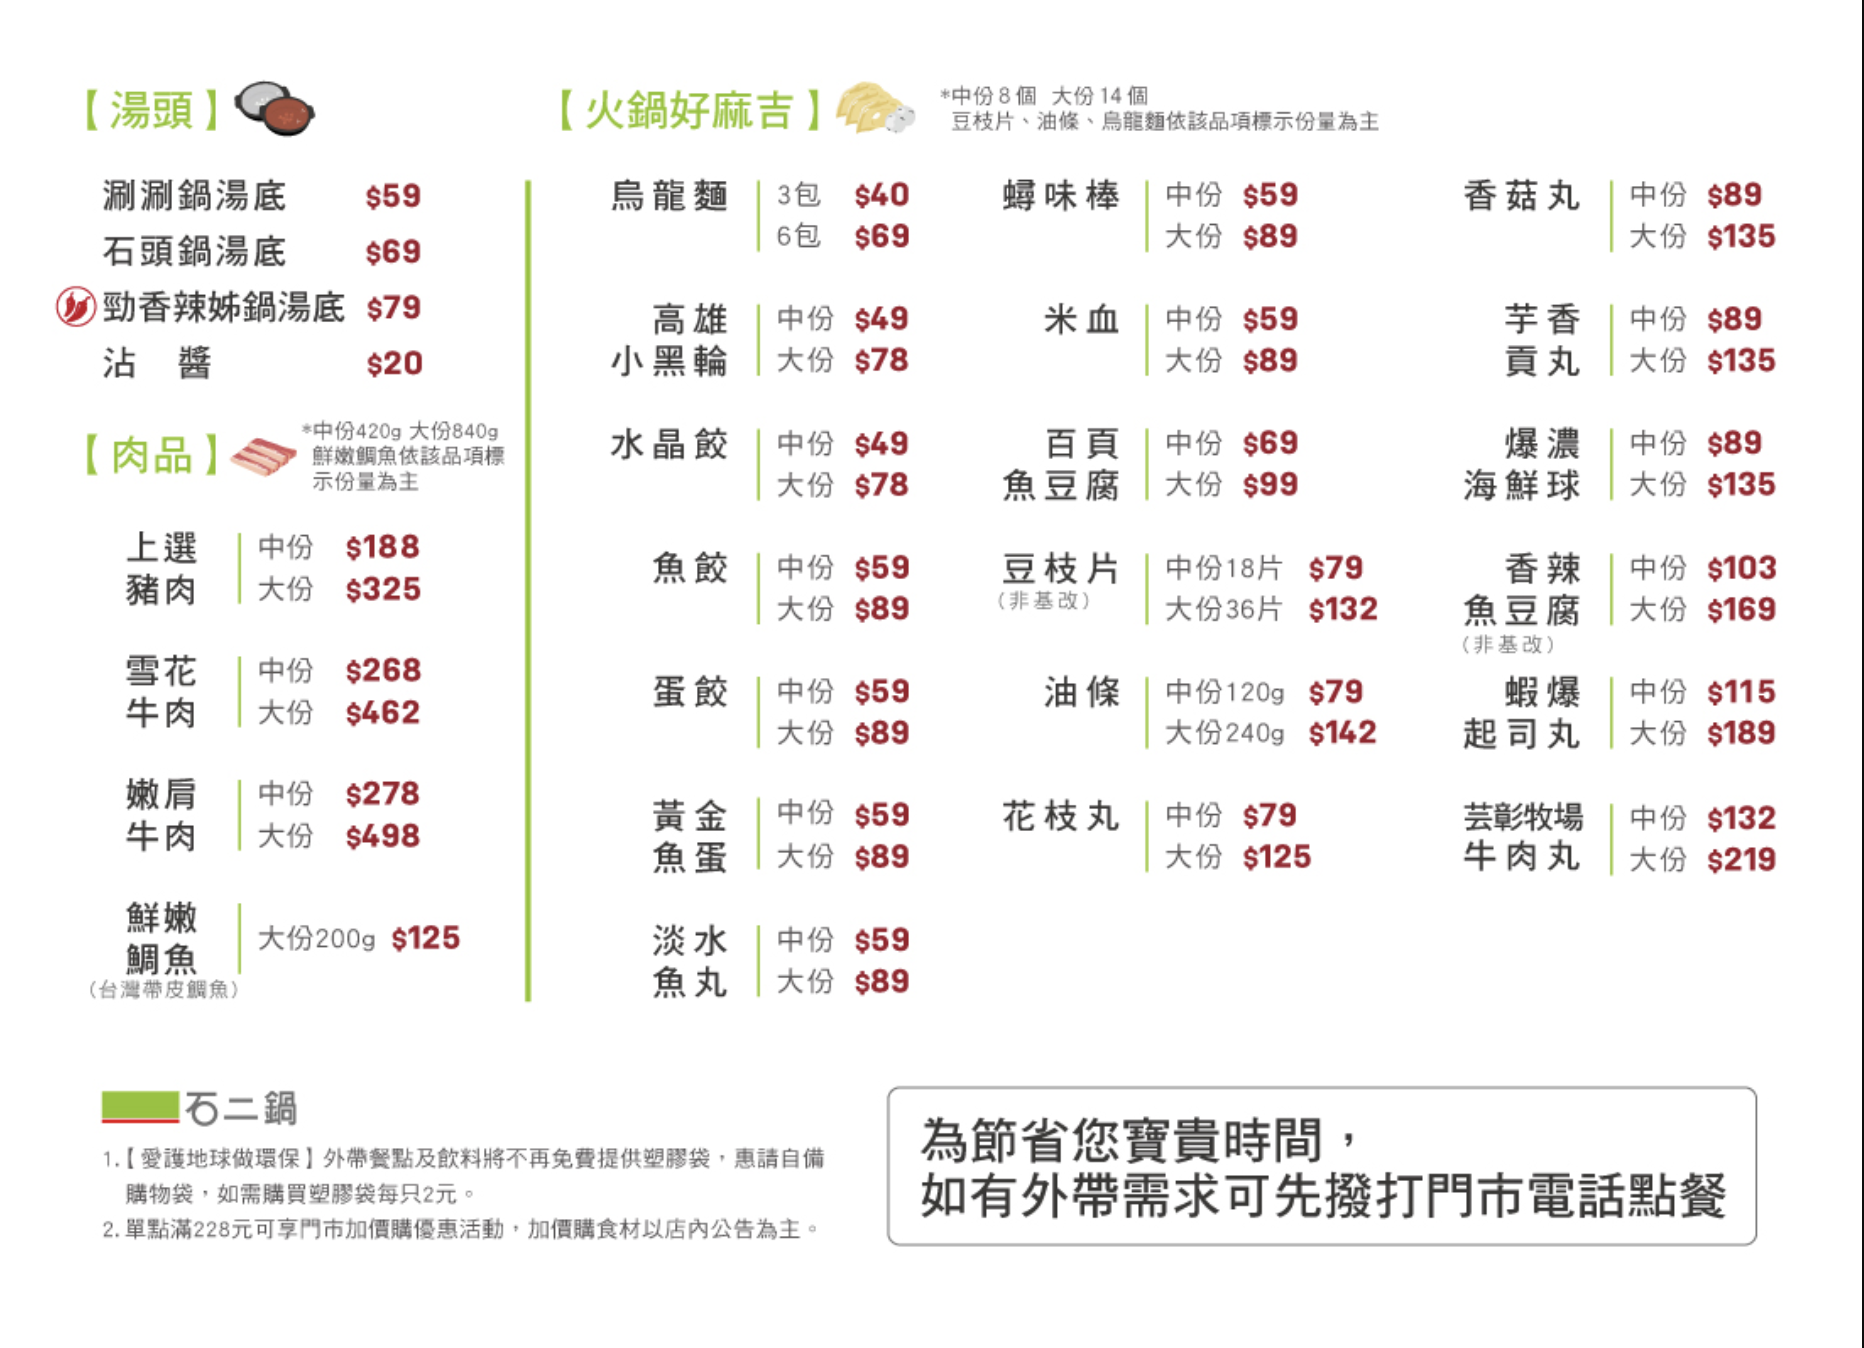 【湯頭】
涮涮鍋湯底 $59
石頭鍋湯底 $69
勁香辣姊鍋湯底 $79
沾 醬 $20
【肉品】
*中份420g 大份840g
鮮嫩鯛魚依該品項標
示份量為主
上選
豬肉
中份 $188
大份 $325
雪花
牛肉
中份 $268
大份 $462
嫩肩
牛肉
中份 $278
大份 $498
鮮嫩
鯛魚
(台灣帶皮鯛魚)
大份200g $125
【火鍋好麻吉】
*中份8個 大份14個
豆枝片、油條、烏龍麵依該品項標示份量為主
烏龍麵
3包 $40
6包 $69
高雄
小黑輪
中份 $49
大份 $78
水晶餃
中份 $49
大份 $78
魚餃
中份 $59
大份 $89
蛋餃
中份 $59
大份 $89
黃金
魚蛋
中份 $59
大份 $89
淡水
魚丸
中份 $59
大份 $89
蟳味棒
中份 $59
大份 $89
米血
中份 $59
大份 $89
百頁
魚豆腐
中份 $69
大份 $99
豆枝片
(非基改)
中份18片 $79
大份36片 $132
油條
中份120g $79
大份240g $142
花枝丸
中份 $79
大份 $125
香菇丸
中份 $89
大份 $135
芋香
貢丸
中份 $89
大份 $135
爆濃
海鮮球
中份 $89
大份 $135
香辣
魚豆腐
(非基改)
中份 $103
大份 $169
蝦爆
起司丸
中份 $115
大份 $189
芸彰牧場
牛肉丸
中份 $132
大份 $219
石二鍋
1.【愛護地球做環保】外帶餐點及飲料將不再免費提供塑膠袋，惠請自備
購物袋，如需購買塑膠袋每只2元。
2.單點滿228元可享門市加價購優惠活動，加價購食材以店內公告為主。
為節省您寶貴時間，
如有外帶需求可先撥打門市電話點餐